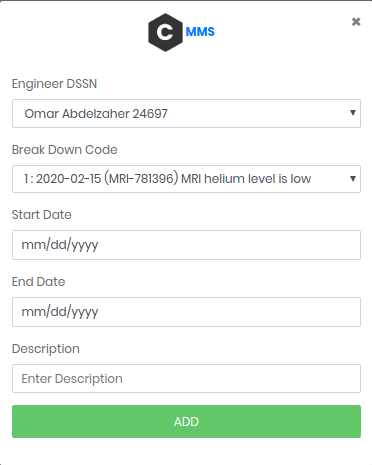 C MMS ×
Engineer DSSN
Omar Abdelzaher 24697
Break Down Code
1 : 2020-02-15 (MRI-781396) MRI helium level is low
Start Date
mm/dd/yyyy
End Date
mm/dd/yyyy
Description
Enter Description
ADD